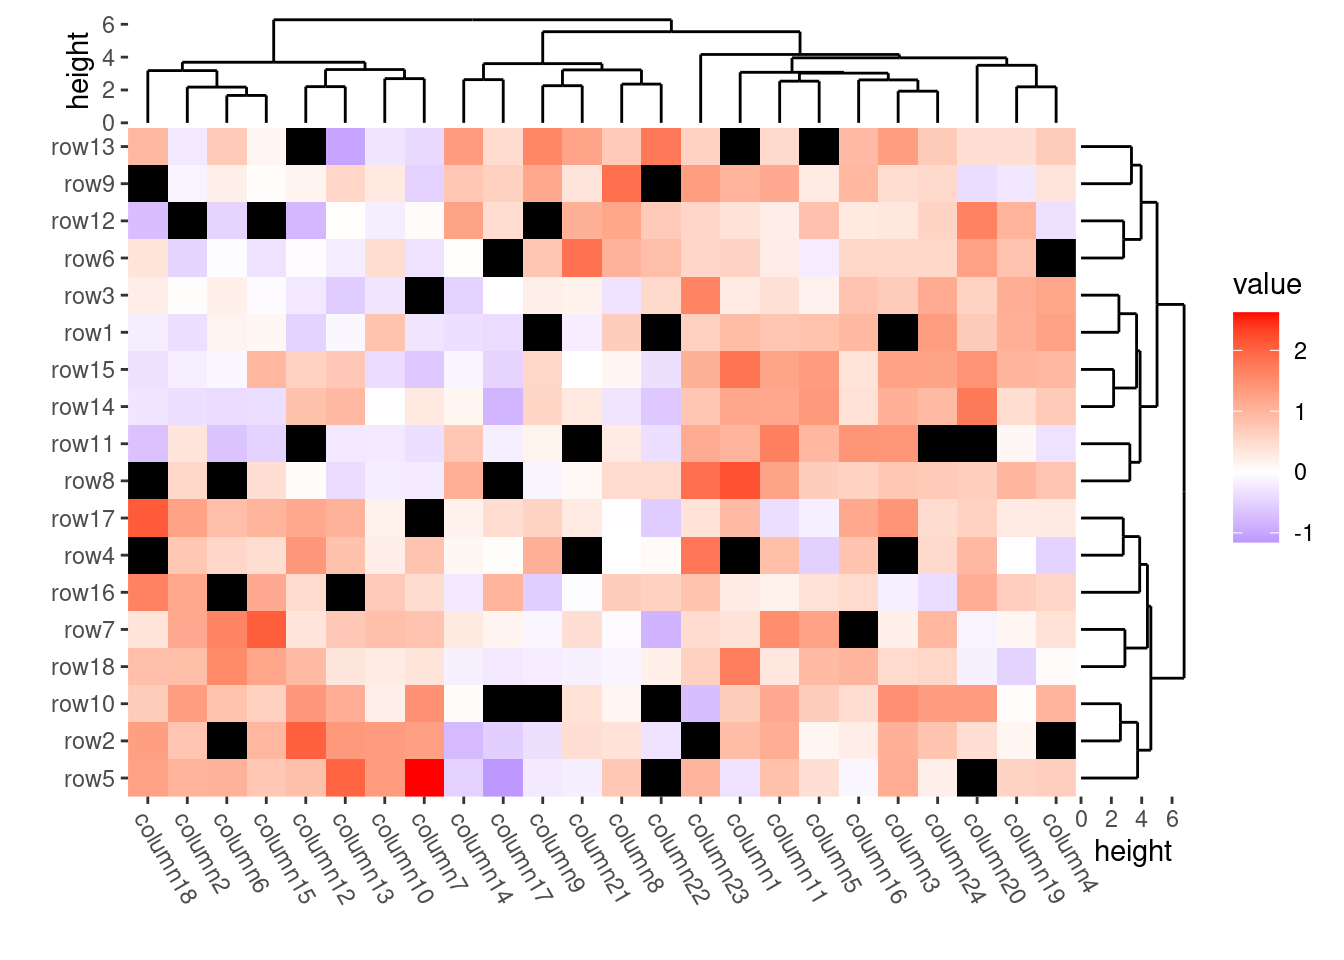 height
6
4
2
0
row13
row9
row12
row6
row3
row1
row15
row14
row11
row8
row17
row4
row16
row7
row18
row10
row2
row5
column18
column2
column6
column15
column12
column13
column10
column7
column14
column17
column9
column21
column8
column22
column23
column1
column11
column5
column16
column3
column24
column20
column19
column4
0 2 4 6
height
value
2
1
0
-1